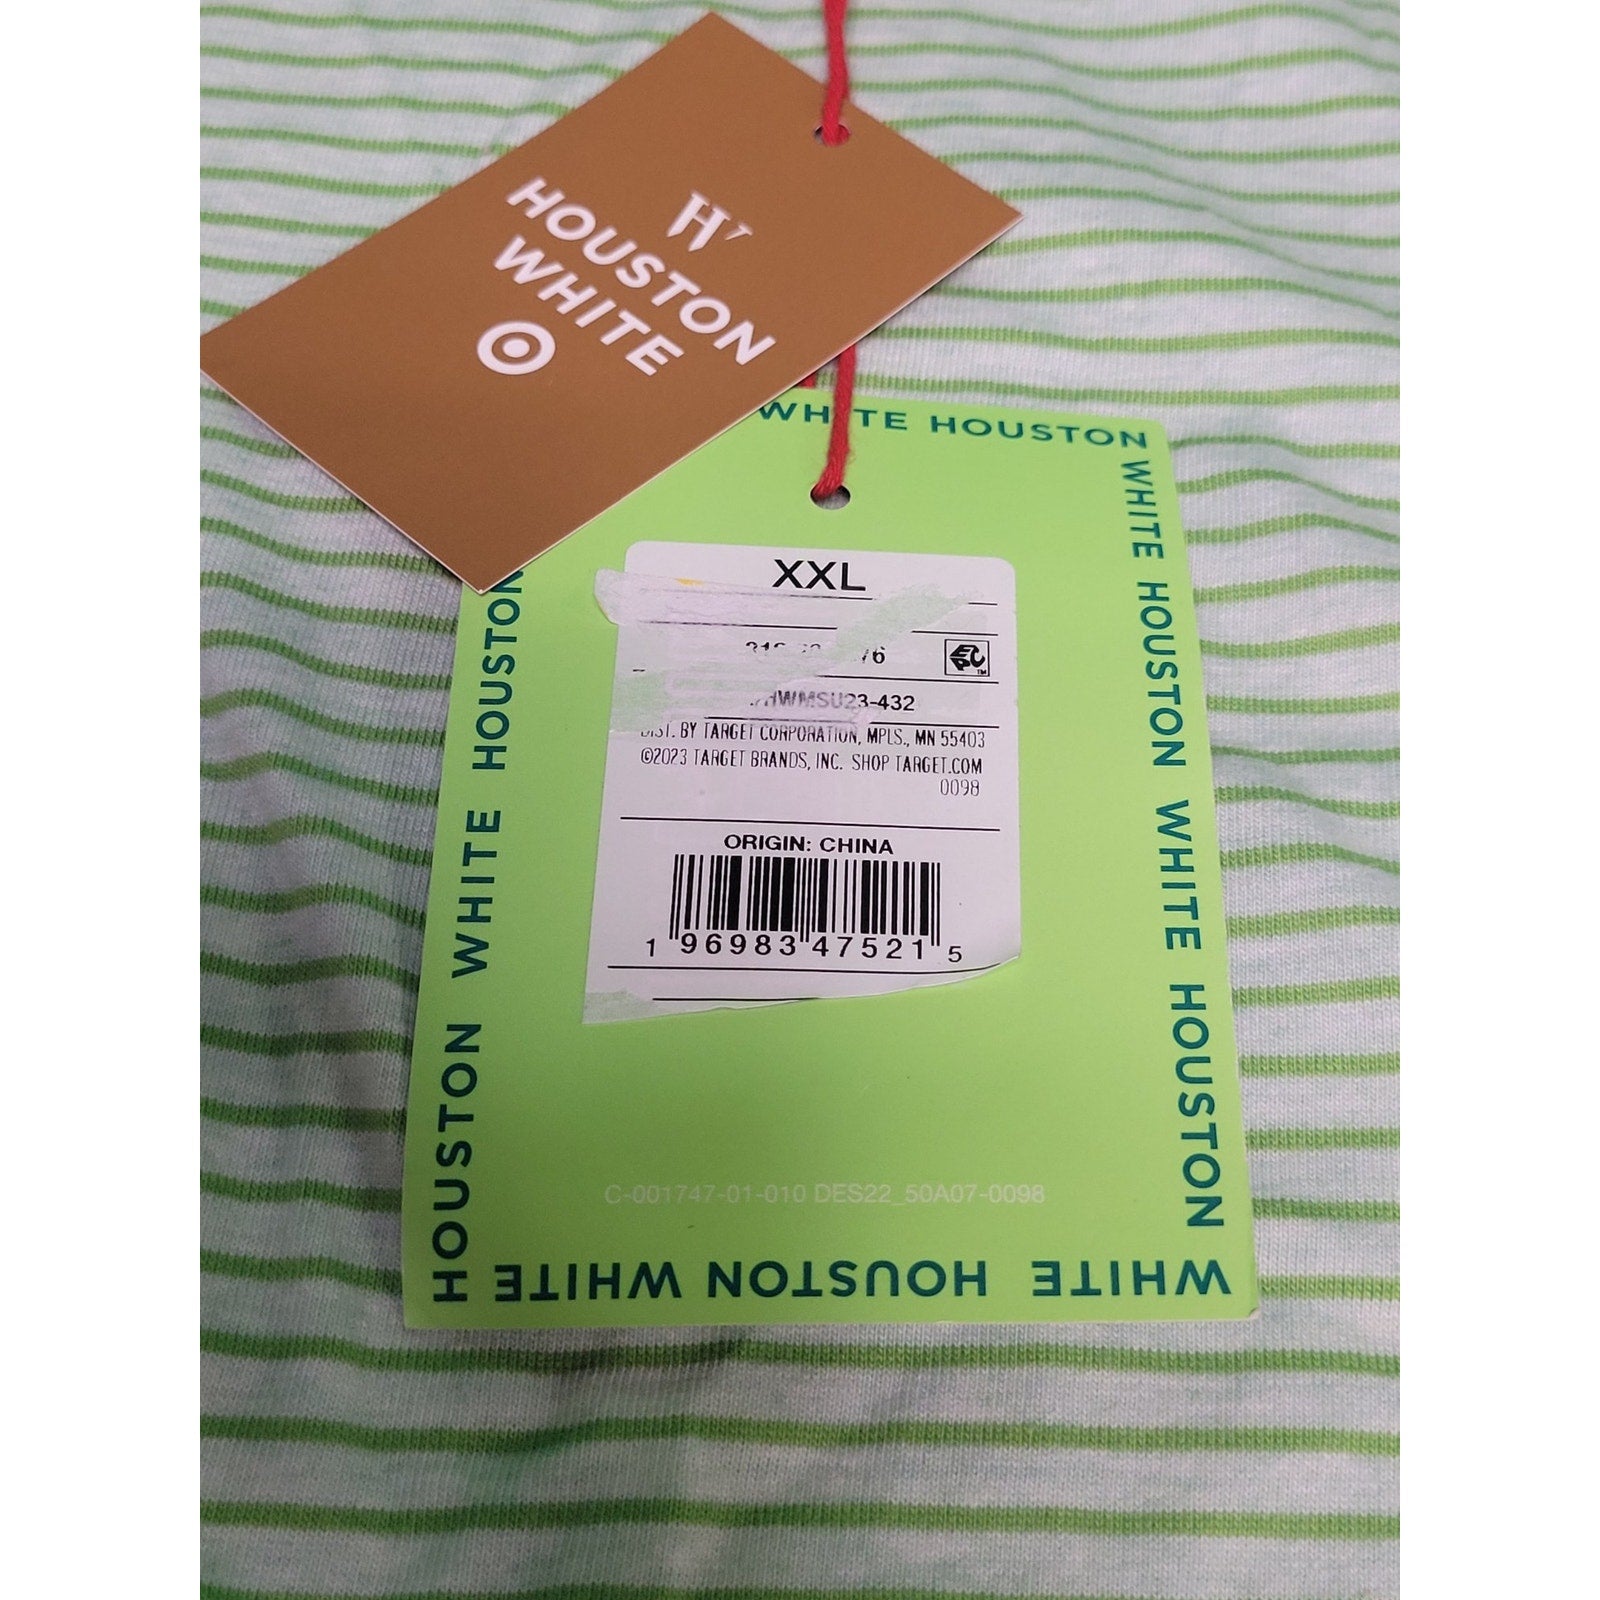 H
HOUSTON
WHITE
WHITE HOUSTON
WHITE HOUSTON WHITE HOUSTON
WHITE HOUSTON WHITE
HOUSTON WHITE HOUSTON
XXL
HWMSU23-432
DIST. BY TARGET CORPORATION, MPLS., MN 55403
©2023 TARGET BRANDS, INC. SHOP TARGET.COM
0098
ORIGIN: CHINA
1 96983 47521 5
C-001747-01-010 DES22_50A07-0098